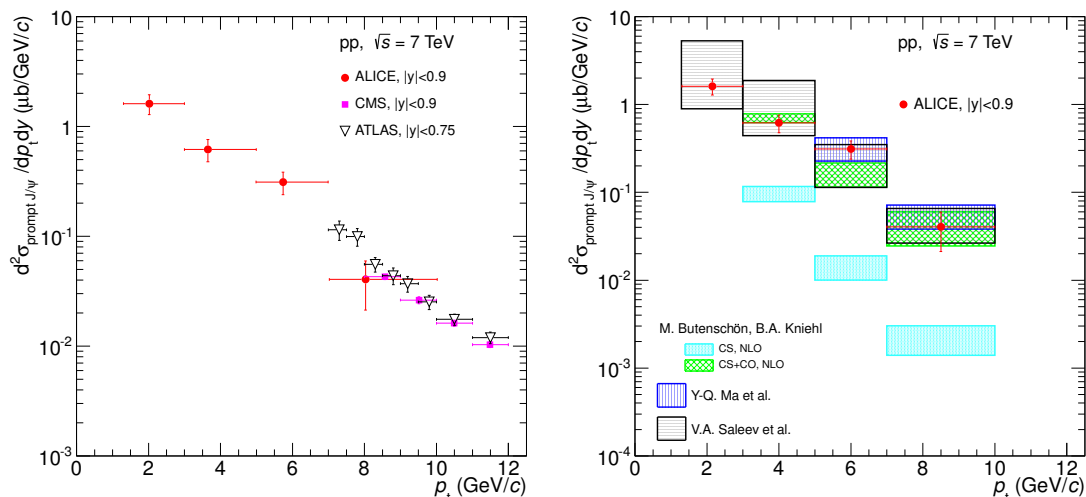 d²σ_prompt J/ψ /dp_t dy (μb/GeV/c)
10
1
10⁻¹
10⁻²
10⁻³
pp, √s = 7 TeV
ALICE, |y|<0.9
CMS, |y|<0.9
ATLAS, |y|<0.75
0 2 4 6 8 10 12
p_t (GeV/c)
d²σ_prompt J/ψ /dp_t dy (μb/GeV/c)
10
1
10⁻¹
10⁻²
10⁻³
10⁻⁴
pp, √s = 7 TeV
ALICE, |y|<0.9
M. Butenschön, B.A. Kniehl
CS, NLO
CS+CO, NLO
Y-Q. Ma et al.
V.A. Saleev et al.
0 2 4 6 8 10 12
p_t (GeV/c)